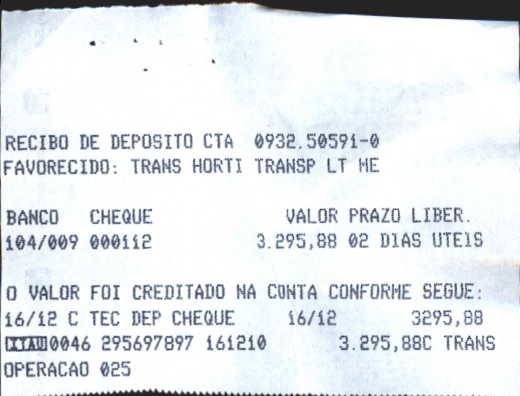 RECIBO DE DEPOSITO CTA 0932.50591-0
FAVORECIDO: TRANS HORTI TRANSP LT ME
BANCO CHEQUE VALOR PRAZO LIBER.
104/009 000112 3.295,88 02 DIAS UTEIS
O VALOR FOI CREDITADO NA CONTA CONFORME SEGUE:
16/12 C TEC DEP CHEQUE 16/12 3295,88
ITAU 0046 295697897 161210 3.295,88C TRANS
OPERACAO 025